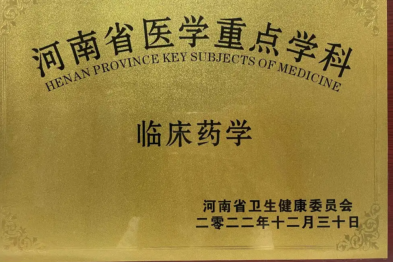 河南省医学重点学科
HENAN PROVINCE KEY SUBJECTS OF MEDICINE
临床药学
河南省卫生健康委员会
二零二二年十二月三十日